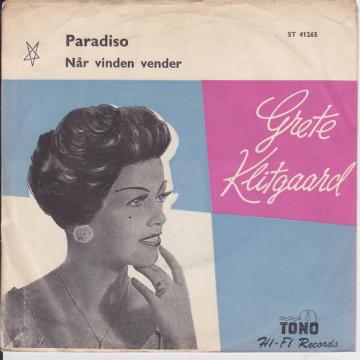 Paradiso
Når vinden vender
ST 41265
Grete
Klitgaard
TONO
HI-FI Records